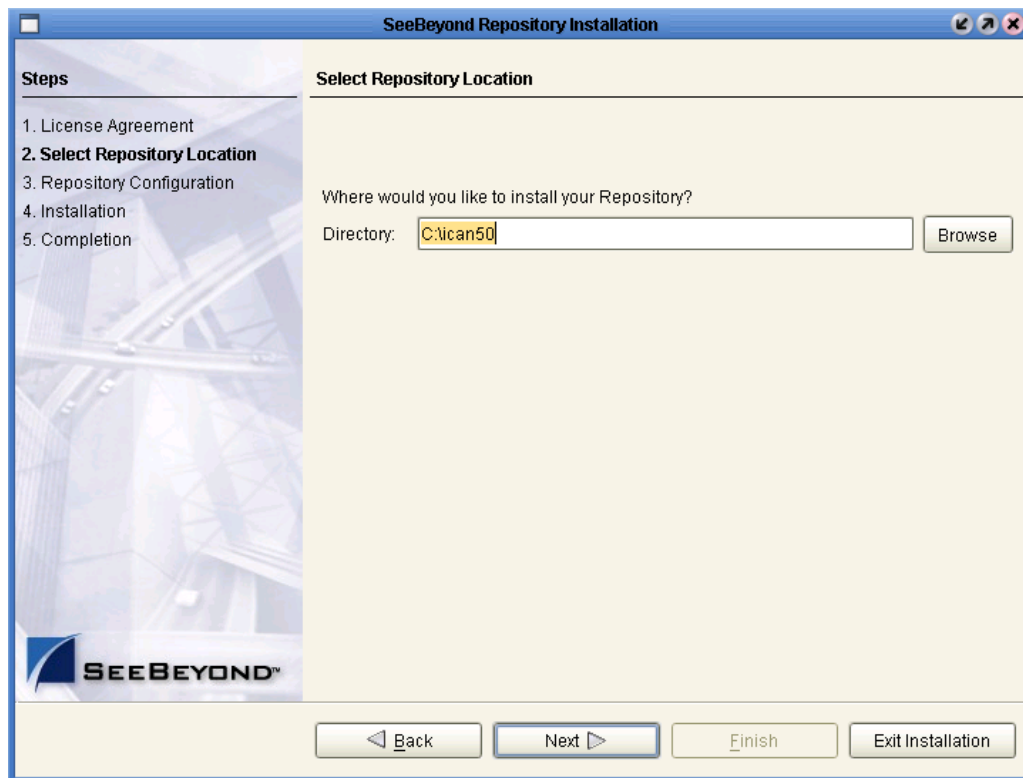 SeeBeyond Repository Installation
Steps
1. License Agreement
2. Select Repository Location
3. Repository Configuration
4. Installation
5. Completion
Select Repository Location
Where would you like to install your Repository?
Directory: C:\ican50 Browse
SEEBEYOND™
Back Next Finish Exit Installation